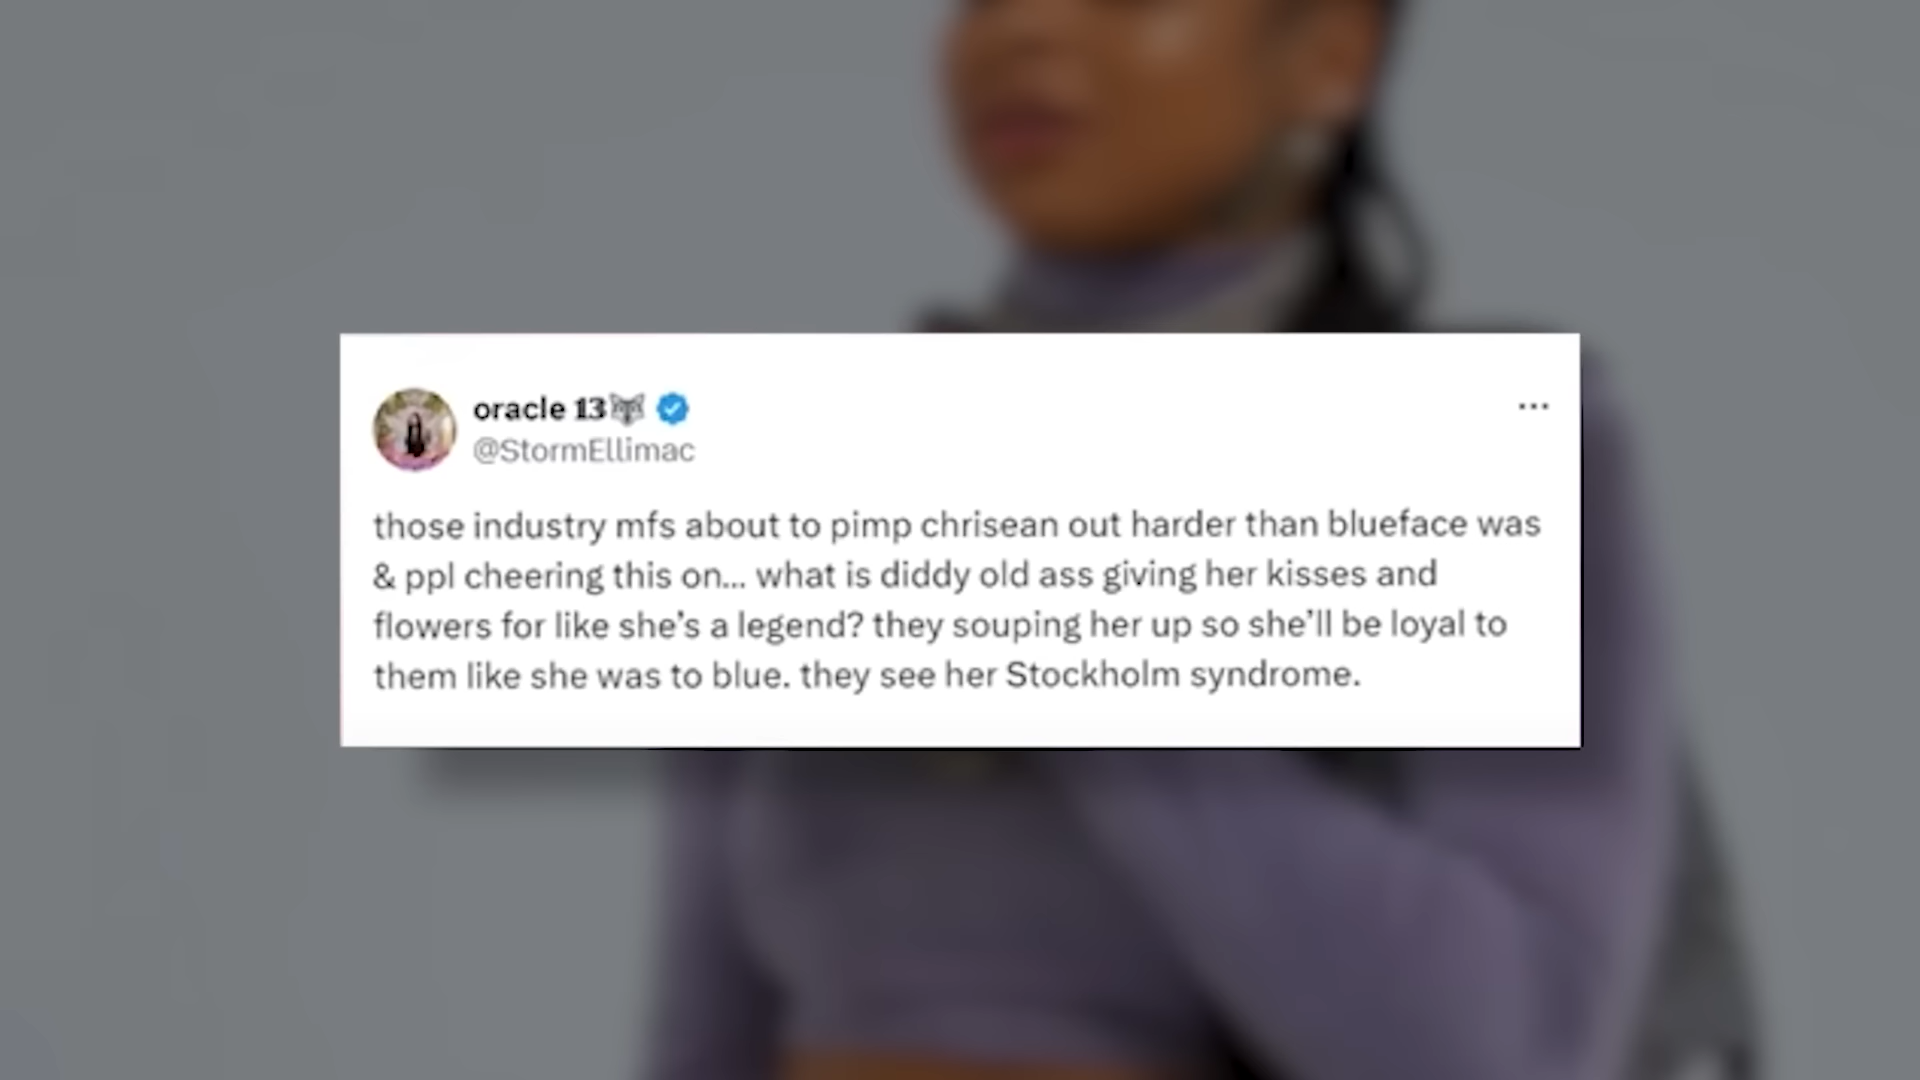 oracle 13🐺
@StormEllimac
those industry mfs about to pimp chrisean out harder than blueface was
& ppl cheering this on... what is diddy old ass giving her kisses and
flowers for like she’s a legend? they souping her up so she’ll be loyal to
them like she was to blue. they see her Stockholm syndrome.